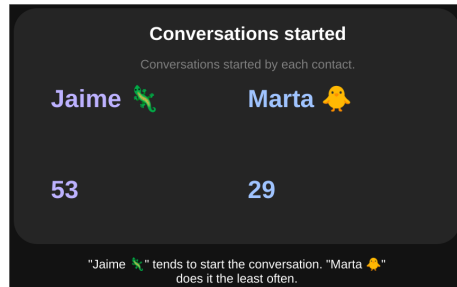 Conversations started
Conversations started by each contact.
Jaime 🦎 Marta 🐥
53 29
"Jaime 🦎" tends to start the conversation. "Marta 🐥"
does it the least often.